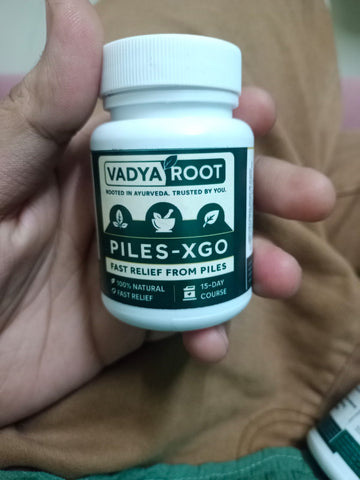 VADYA ROOT
ROOTED IN AYURVEDA. TRUSTED BY YOU.
PILES-XGO
FAST RELIEF FROM PILES
100% NATURAL
FAST RELIEF
15-DAY
COURSE